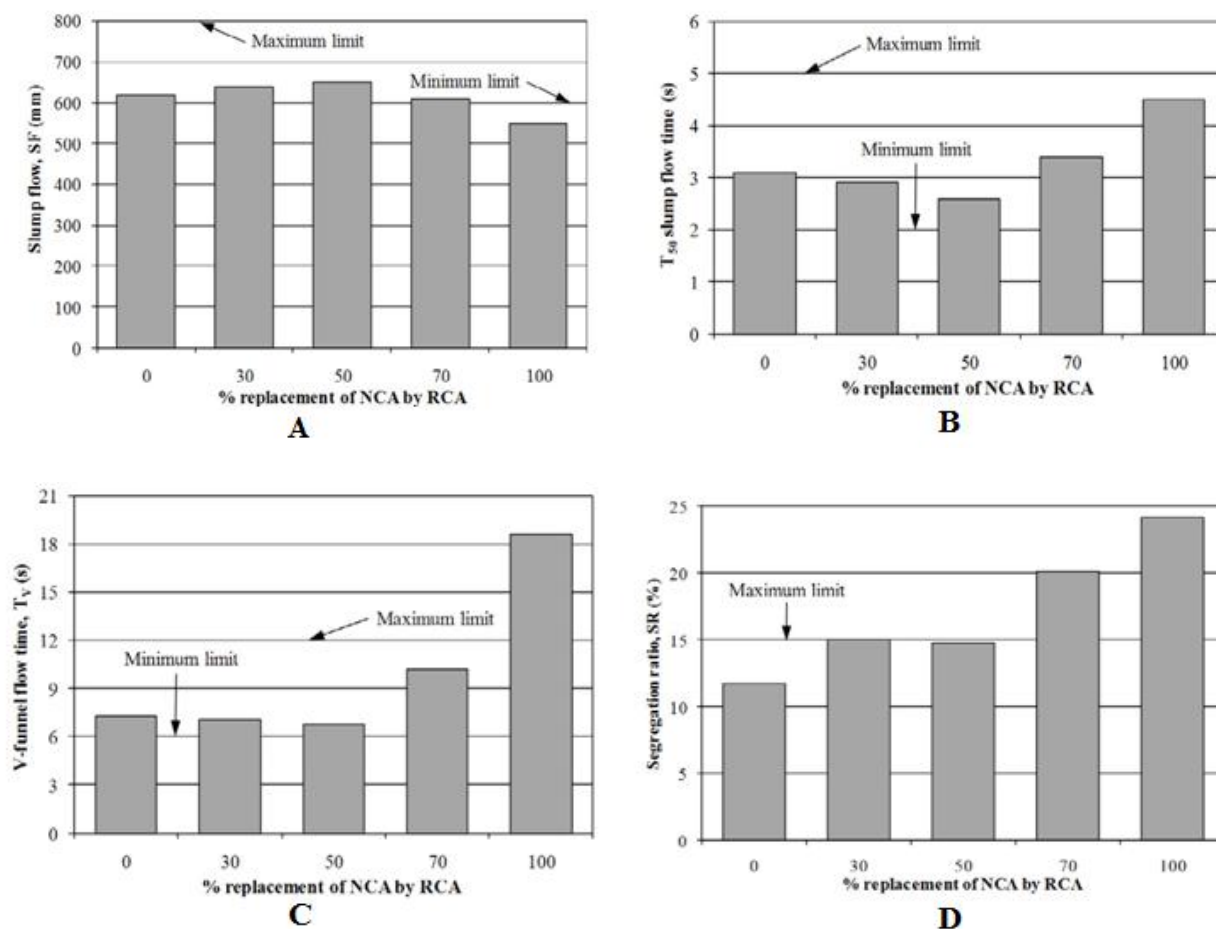 800
700
600
500
400
300
200
100
0
Slump flow, SF (mm)
Maximum limit
Minimum limit
0 30 50 70 100
% replacement of NCA by RCA
A
6
5
4
3
2
1
0
T50 slump flow time (s)
Maximum limit
Minimum limit
0 30 50 70 100
% replacement of NCA by RCA
B
21
18
15
12
9
6
3
0
V-funnel flow time, TV (s)
Maximum limit
Minimum limit
0 30 50 70 100
% replacement of NCA by RCA
C
25
20
15
10
5
0
Segregation ratio, SR (%)
Maximum limit
0 30 50 70 100
% replacement of NCA by RCA
D